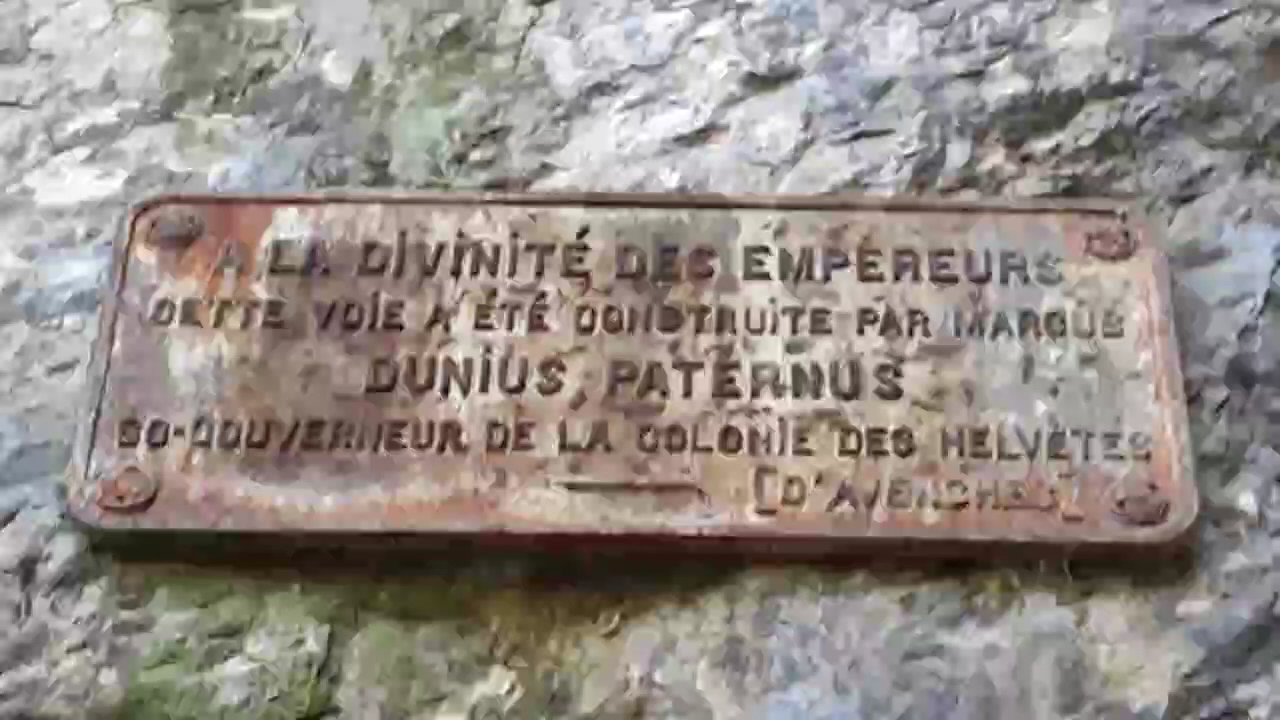 A LA DiViNiTÉ DES EMPEREURS
CETTE VOiE A ÉTÉ CONSTRUiTE PAR MARCUS
DUNiUS, PATERNUS
CO-GOUVERNEUR DE LA COLONiE DES HELVÈTES
[D'AVENCHES]